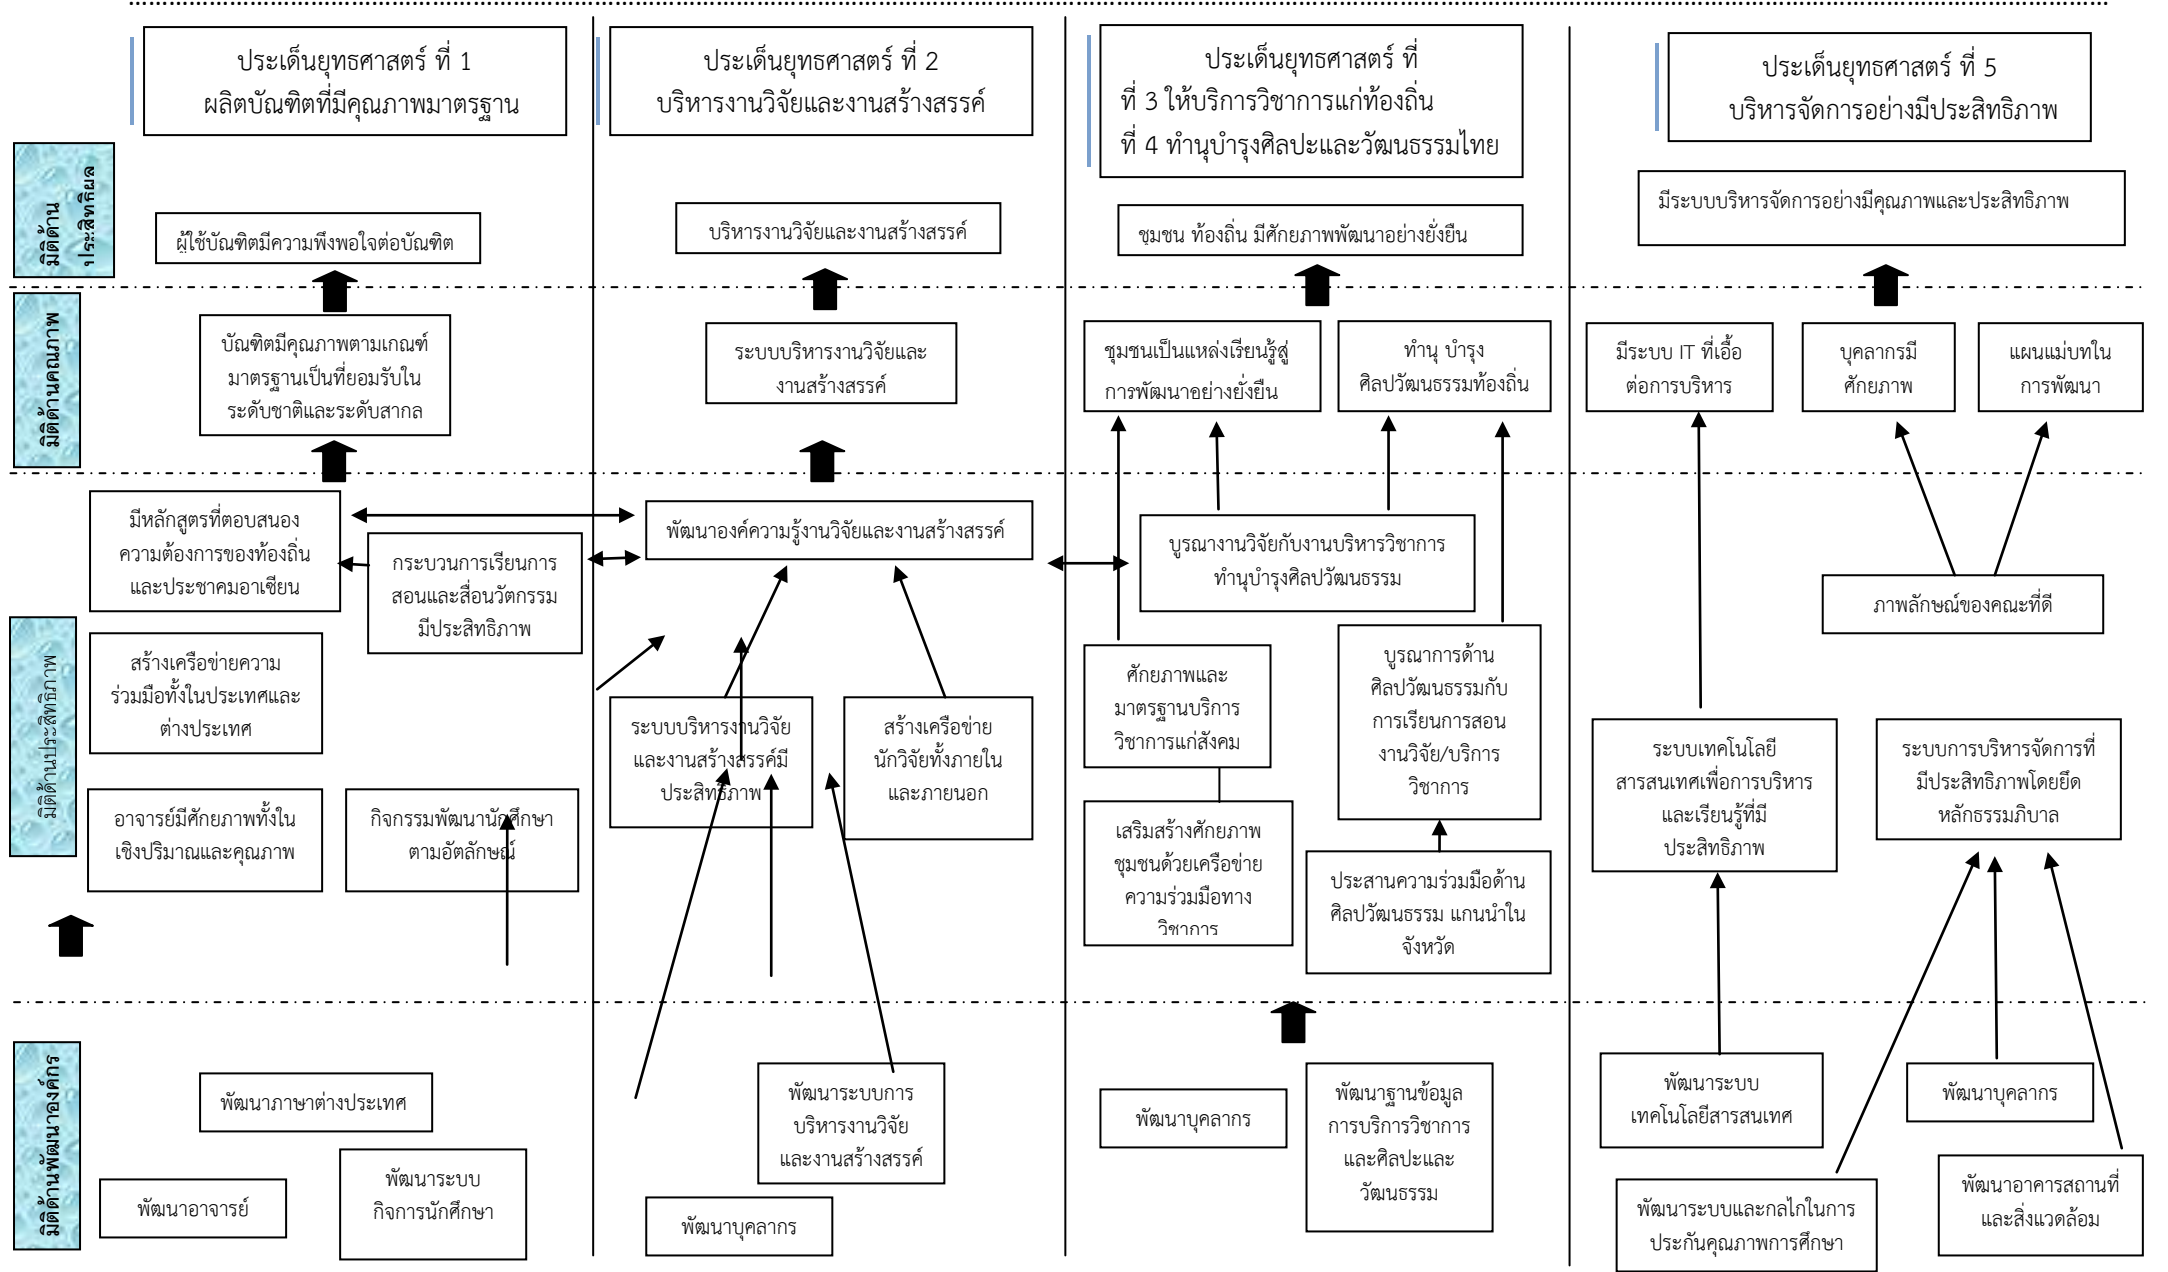 ประเด็นยุทธศาสตร์ ที่ 1
ผลิตบัณฑิตที่มีคุณภาพมาตรฐาน
ประเด็นยุทธศาสตร์ ที่ 2
บริหารงานวิจัยและงานสร้างสรรค์
ประเด็นยุทธศาสตร์ ที่
ที่ 3 ให้บริการวิชาการแก่ท้องถิ่น
ที่ 4 ทำนุบำรุงศิลปะและวัฒนธรรมไทย
ประเด็นยุทธศาสตร์ ที่ 5
บริหารจัดการอย่างมีประสิทธิภาพ
มิติด้าน
ประสิทธิผล
ผู้ใช้บัณฑิตมีความพึงพอใจต่อบัณฑิต
บริหารงานวิจัยและงานสร้างสรรค์
ชุมชน ท้องถิ่น มีศักยภาพพัฒนาอย่างยั่งยืน
มีระบบบริหารจัดการอย่างมีคุณภาพและประสิทธิภาพ
มิติด้านคุณภาพ
บัณฑิตมีคุณภาพตามเกณฑ์
มาตรฐานเป็นที่ยอมรับใน
ระดับชาติและระดับสากล
ระบบบริหารงานวิจัยและ
งานสร้างสรรค์
ชุมชนเป็นแหล่งเรียนรู้สู่
การพัฒนาอย่างยั่งยืน
ทำนุ บำรุง
ศิลปวัฒนธรรมท้องถิ่น
มีระบบ IT ที่เอื้อ
ต่อการบริหาร
บุคลากรมี
ศักยภาพ
แผนแม่บทใน
การพัฒนา
มิติด้านประสิทธิภาพ
มีหลักสูตรที่ตอบสนอง
ความต้องการของท้องถิ่น
และประชาคมอาเซียน
กระบวนการเรียนการ
สอนและสื่อนวัตกรรม
มีประสิทธิภาพ
สร้างเครือข่ายความ
ร่วมมือทั้งในประเทศและ
ต่างประเทศ
อาจารย์มีศักยภาพทั้งใน
เชิงปริมาณและคุณภาพ
กิจกรรมพัฒนานักศึกษา
ตามอัตลักษณ์
พัฒนาองค์ความรู้งานวิจัยและงานสร้างสรรค์
ระบบบริหารงานวิจัย
และงานสร้างสรรค์มี
ประสิทธิภาพ
สร้างเครือข่าย
นักวิจัยทั้งภายใน
และภายนอก
บูรณางานวิจัยกับงานบริหารวิชาการ
ทำนุบำรุงศิลปวัฒนธรรม
ศักยภาพและ
มาตรฐานบริการ
วิชาการแก่สังคม
บูรณาการด้าน
ศิลปวัฒนธรรมกับ
การเรียนการสอน
งานวิจัย/บริการ
วิชาการ
เสริมสร้างศักยภาพ
ชุมชนด้วยเครือข่าย
ความร่วมมือทาง
วิชาการ
ประสานความร่วมมือด้าน
ศิลปวัฒนธรรม แกนนำใน
จังหวัด
ภาพลักษณ์ของคณะที่ดี
ระบบเทคโนโลยี
สารสนเทศเพื่อการบริหาร
และเรียนรู้ที่มี
ประสิทธิภาพ
ระบบการบริหารจัดการที่
มีประสิทธิภาพโดยยึด
หลักธรรมภิบาล
มิติด้านพัฒนาองค์กร
พัฒนาภาษาต่างประเทศ
พัฒนาอาจารย์
พัฒนาระบบ
กิจการนักศึกษา
พัฒนาระบบการ
บริหารงานวิจัย
และงานสร้างสรรค์
พัฒนาบุคลากร
พัฒนาบุคลากร
พัฒนาฐานข้อมูล
การบริการวิชาการ
และศิลปะและ
วัฒนธรรม
พัฒนาระบบ
เทคโนโลยีสารสนเทศ
พัฒนาบุคลากร
พัฒนาระบบและกลไกในการ
ประกันคุณภาพการศึกษา
พัฒนาอาคารสถานที่
และสิ่งแวดล้อม